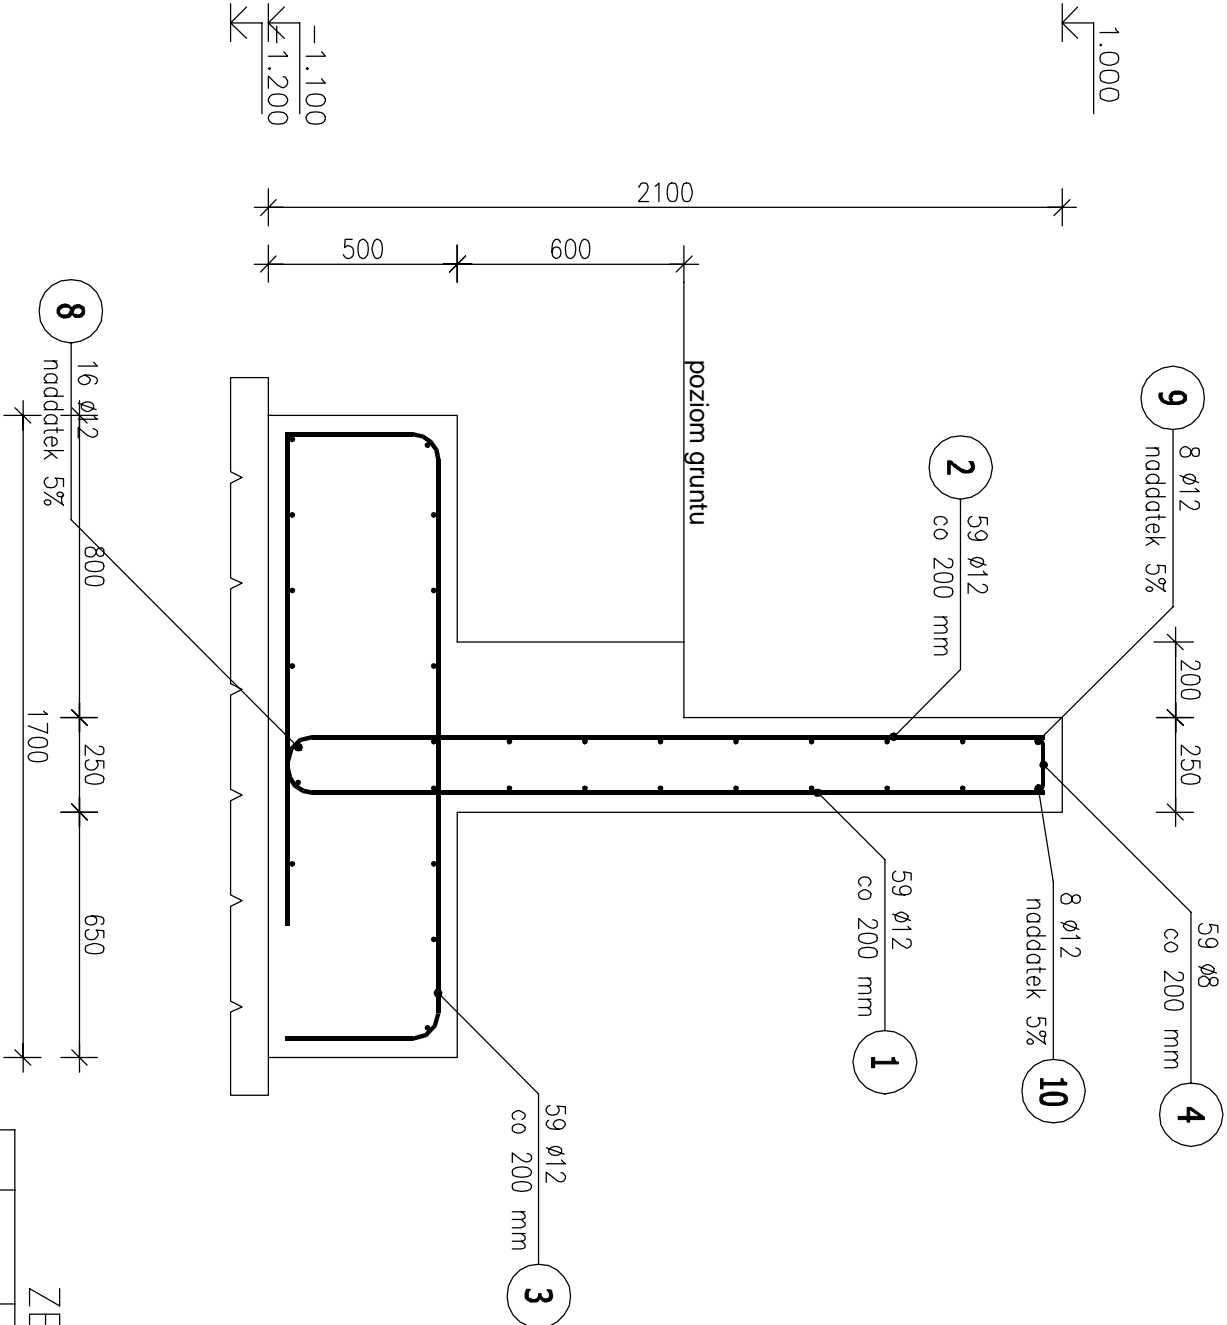 -1.100
-1.200
1.000
2100
500
600
8
16 ø12
naddatek 5%
poziom gruntu
9
8 ø12
naddatek 5%
2
59 ø12
co 200 mm
200
250
800
250
650
1700
59 ø12
co 200 mm
1
8 ø12
naddatek 5%
10
59 ø8
co 200 mm
4
59 ø12
co 200 mm
3